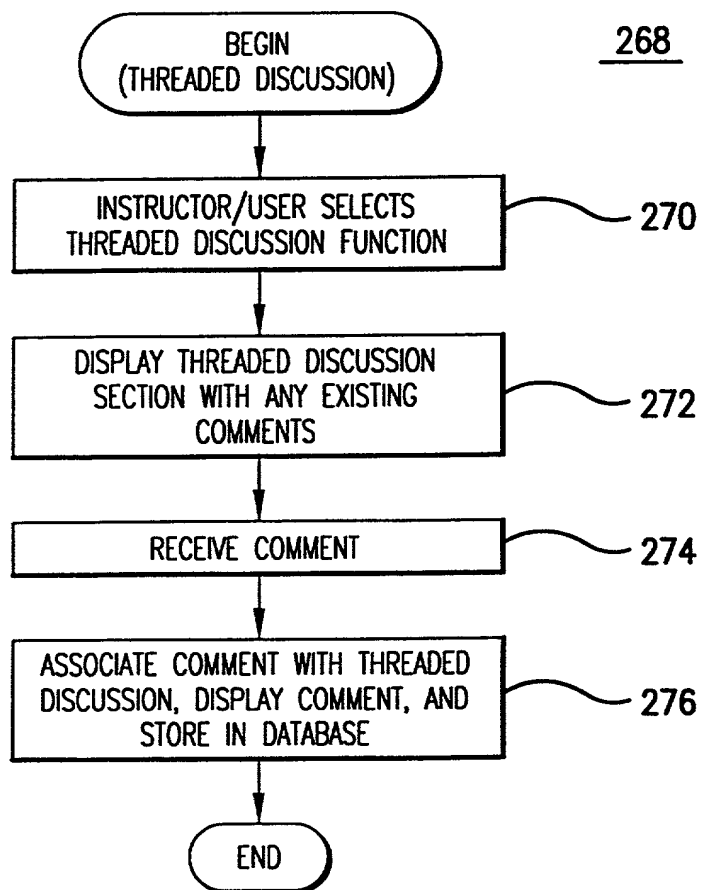 BEGIN
(THREADED DISCUSSION)
268
INSTRUCTOR/USER SELECTS
THREADED DISCUSSION FUNCTION
270
DISPLAY THREADED DISCUSSION
SECTION WITH ANY EXISTING
COMMENTS
272
RECEIVE COMMENT
274
ASSOCIATE COMMENT WITH THREADED
DISCUSSION, DISPLAY COMMENT, AND
STORE IN DATABASE
276
END